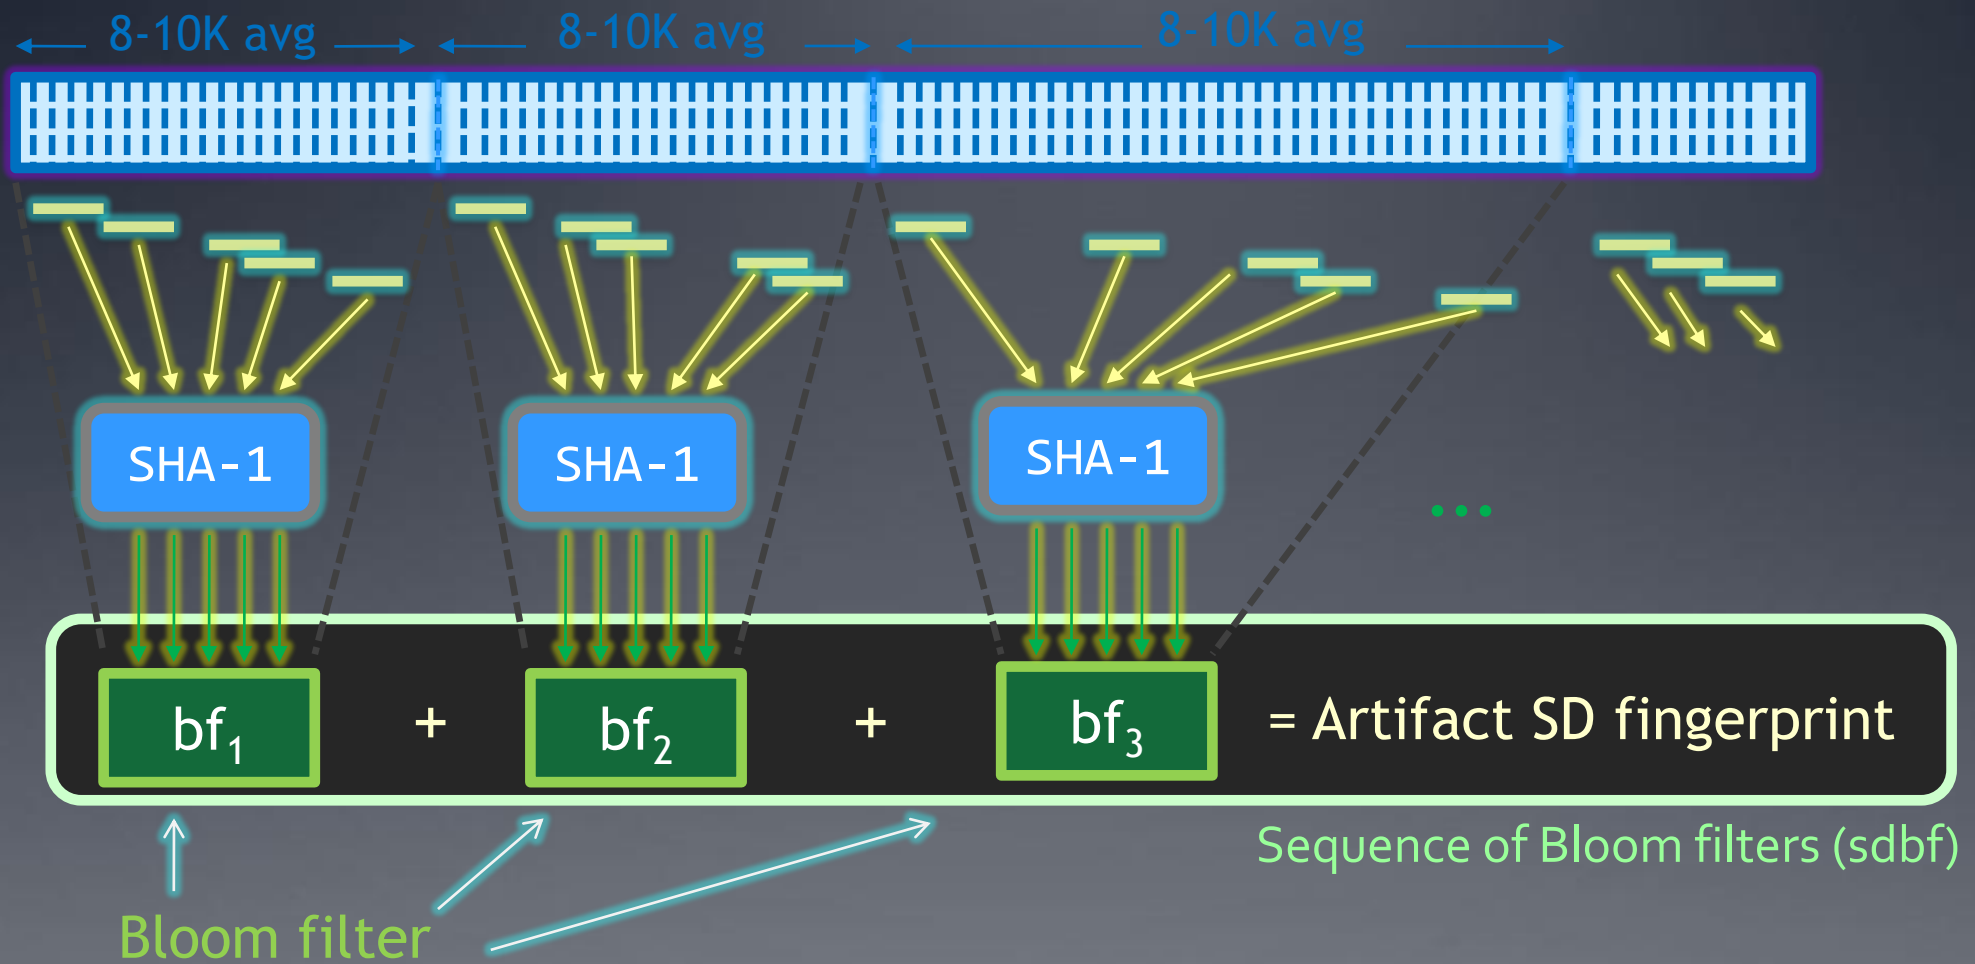 8-10K avg
8-10K avg
8-10K avg
SHA-1
SHA-1
SHA-1
...
bf1 + bf2 + bf3 = Artifact SD fingerprint
Sequence of Bloom filters (sdbf)
Bloom filter